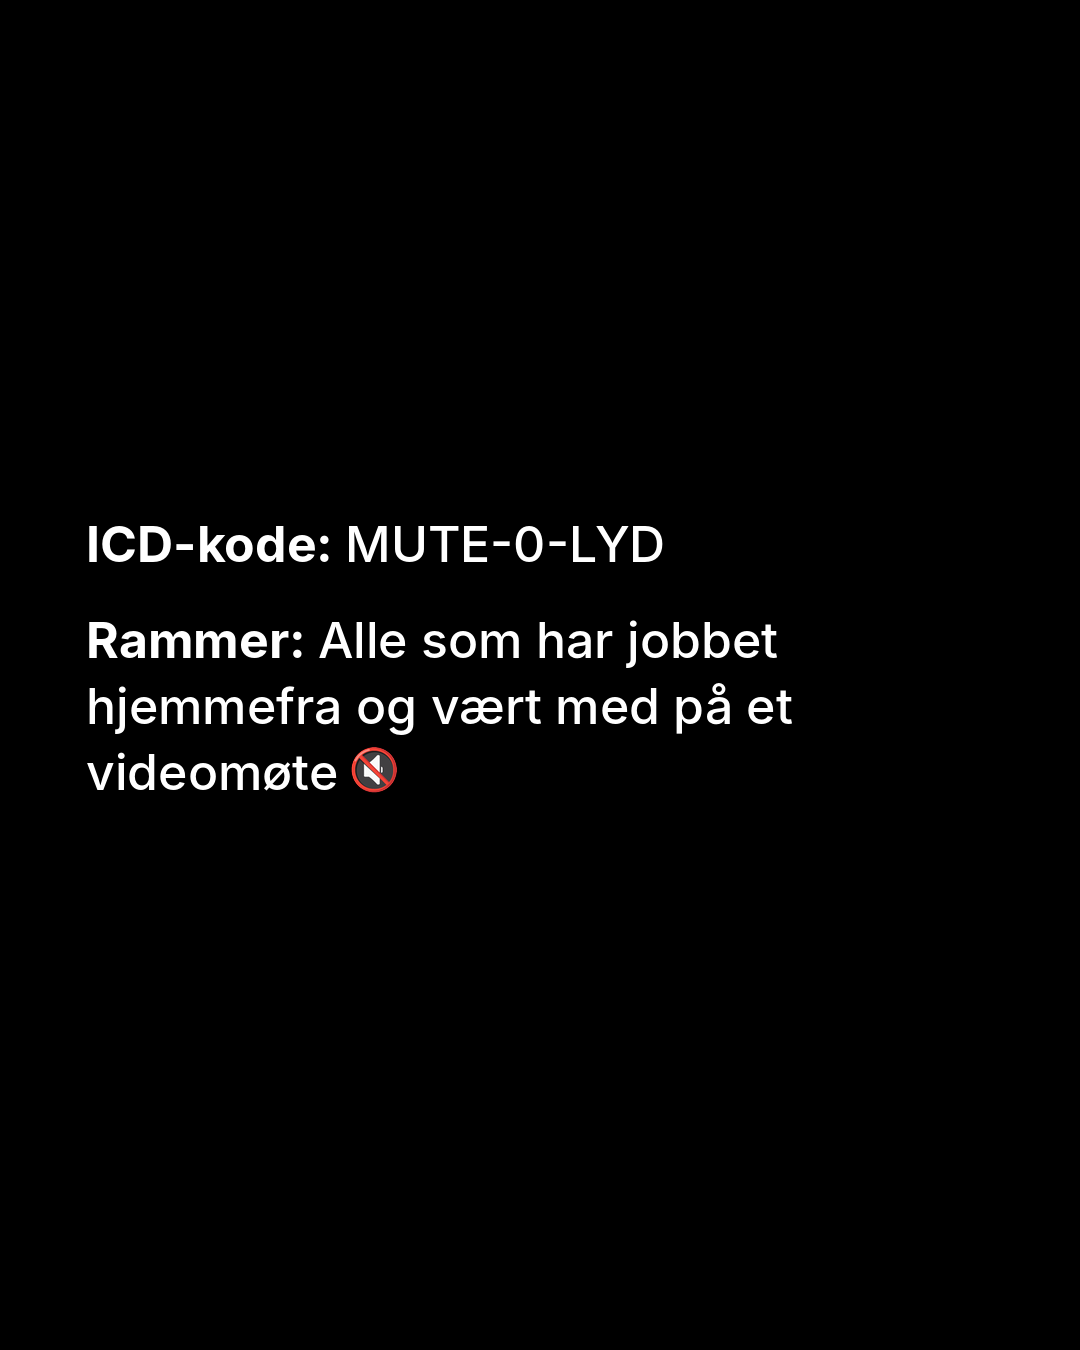 ICD-kode: MUTE-0-LYD
Rammer: Alle som har jobbet
hjemmefra og vært med på et
videomøte 🔇